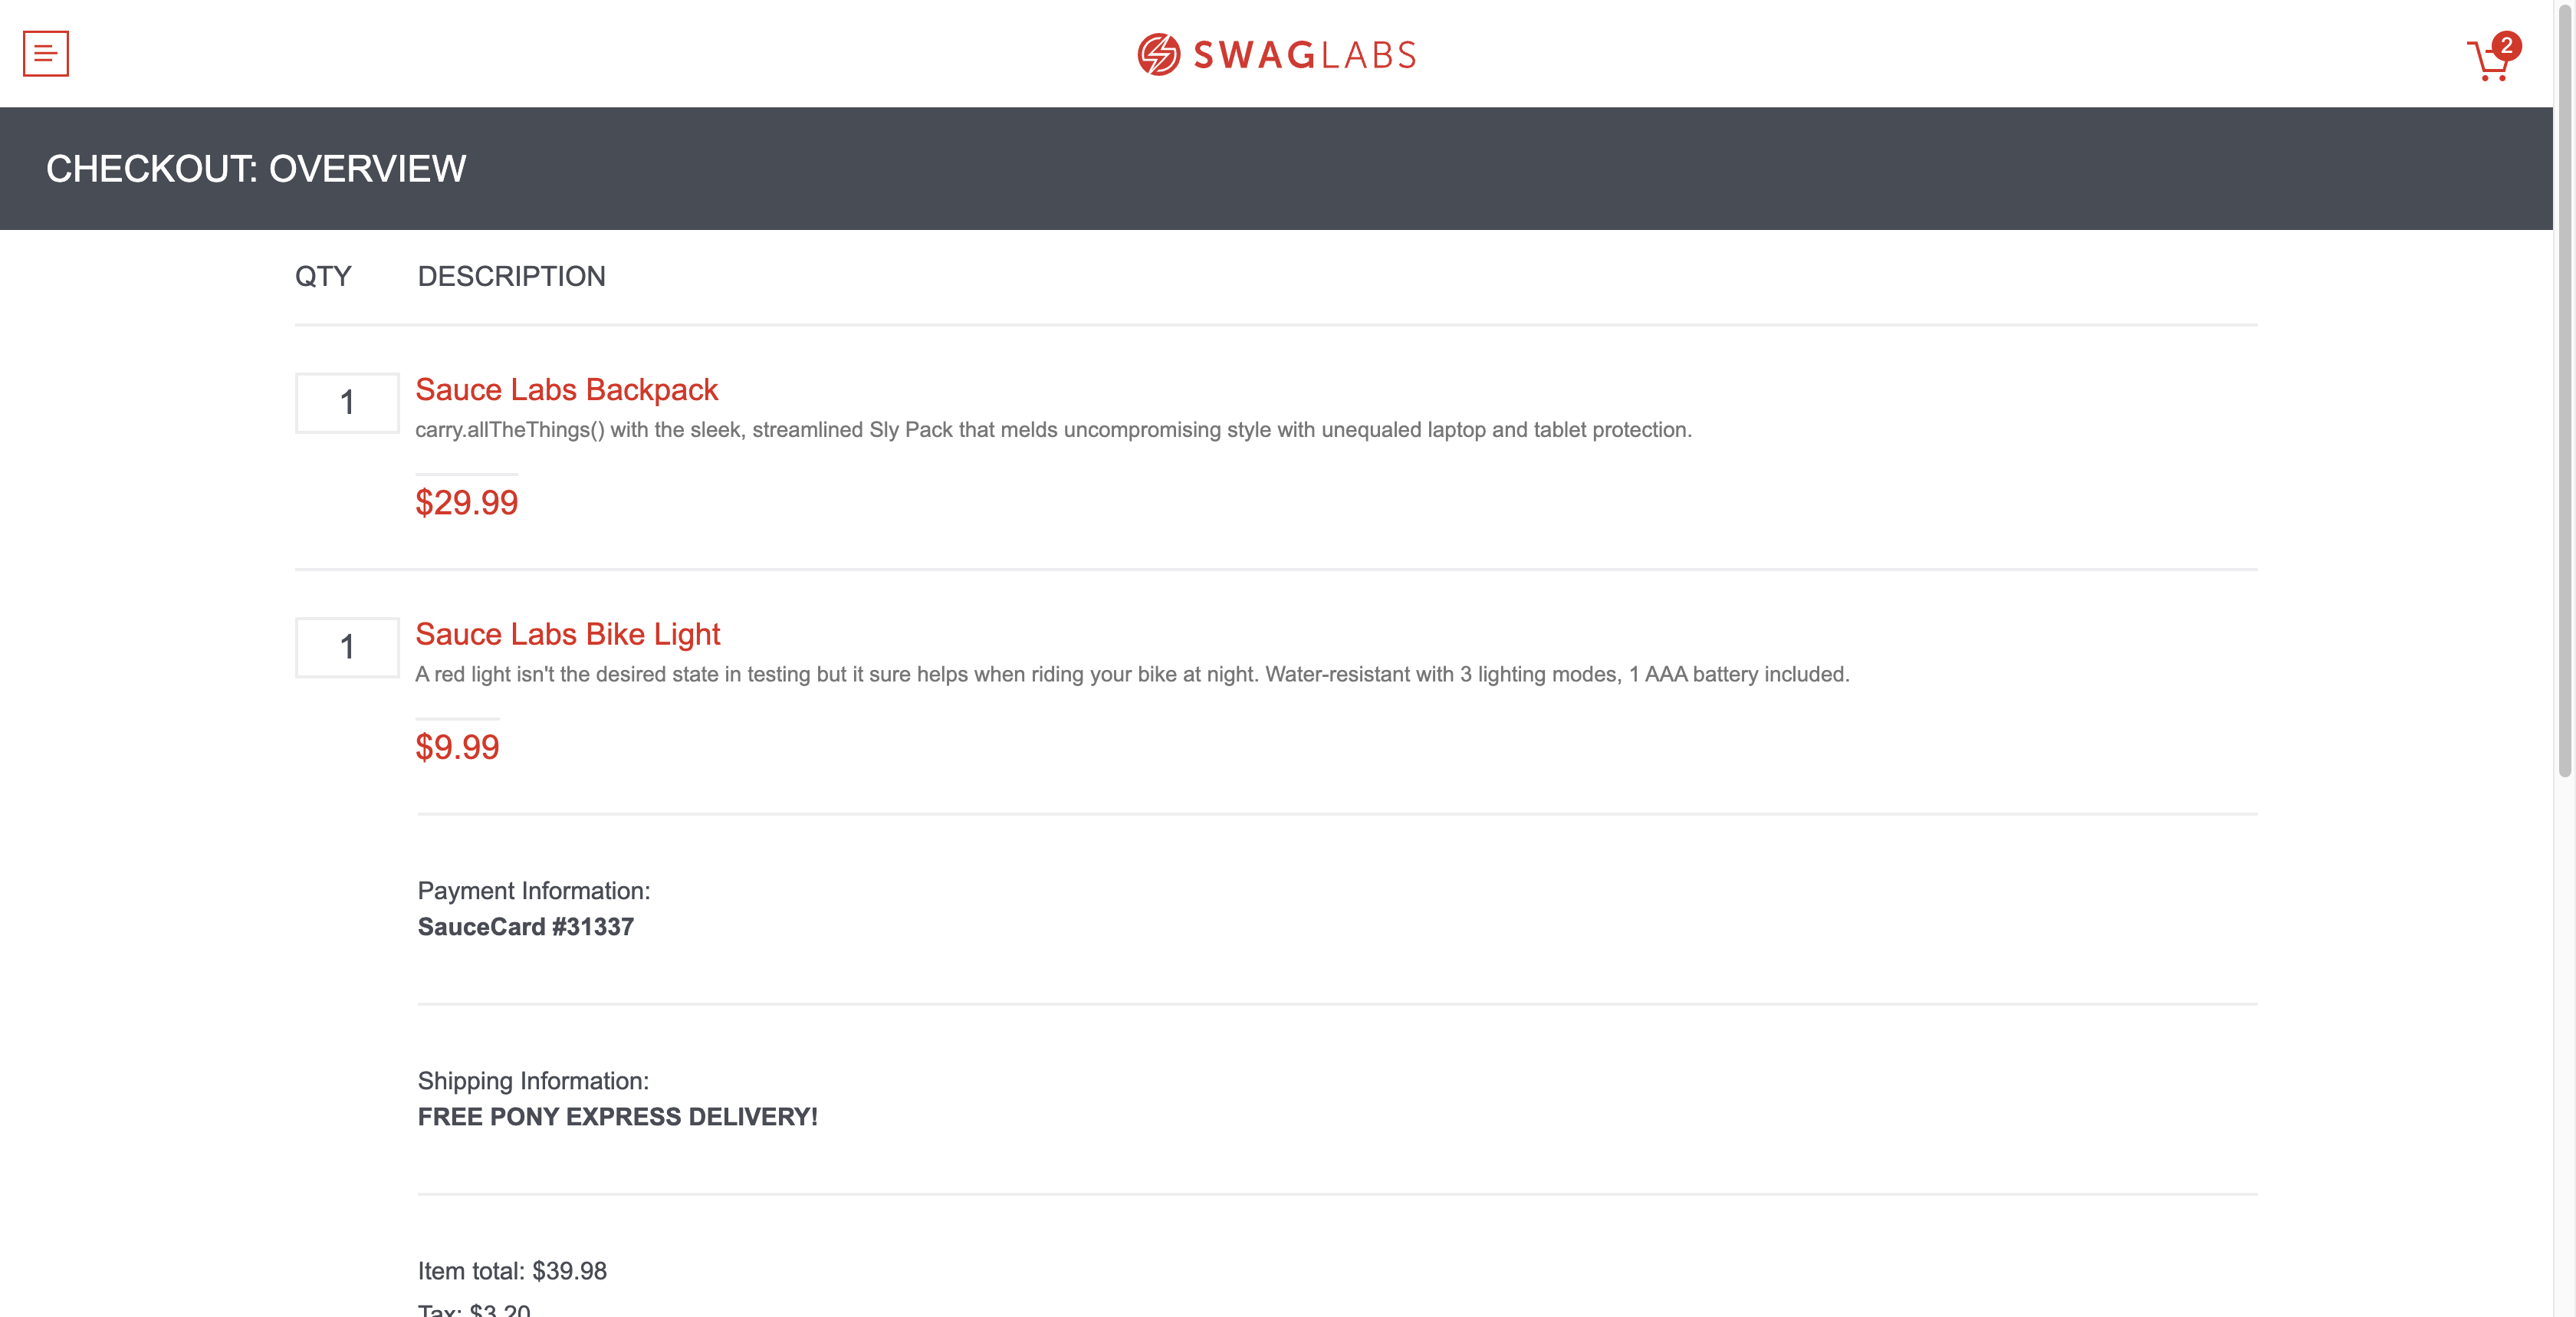 SWAGLABS
2
CHECKOUT: OVERVIEW
QTY DESCRIPTION
1
Sauce Labs Backpack
carry.allTheThings() with the sleek, streamlined Sly Pack that melds uncompromising style with unequaled laptop and tablet protection.
$29.99
1
Sauce Labs Bike Light
A red light isn't the desired state in testing but it sure helps when riding your bike at night. Water-resistant with 3 lighting modes, 1 AAA battery included.
$9.99
Payment Information:
SauceCard #31337
Shipping Information:
FREE PONY EXPRESS DELIVERY!
Item total: $39.98
Tax: $3.20